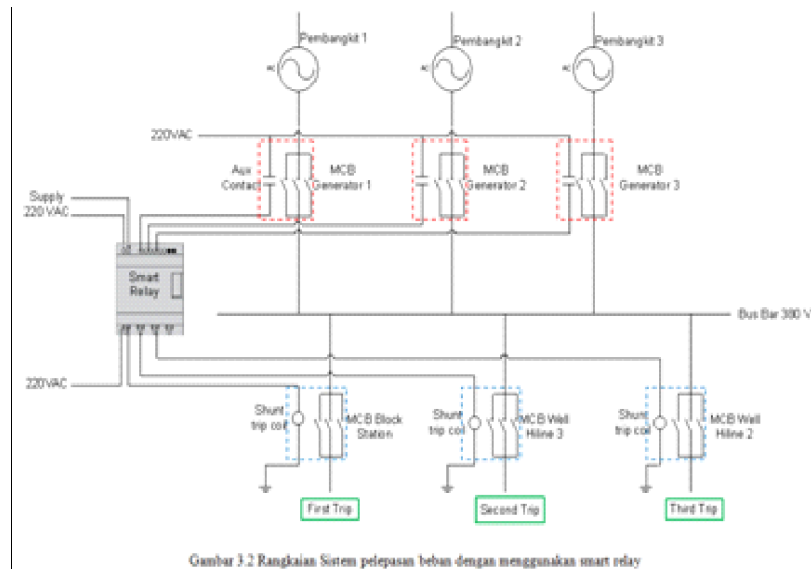 Pembangkit 1
Pembangkit 2
Pembangkit 3
AC
AC
AC
220VAC
Aux
Contact
MCB
Generator 1
MCB
Generator 2
MCB
Generator 3
Supply
220 VAC
Smart
Relay
Bus Bar 380 V
220VAC
Shunt
trip coil
MCB Block
Station
Shunt
trip coil
MCB Well
Hiline 3
Shunt
trip coil
MCB Well
Hiline 2
First Trip
Second Trip
Third Trip
Gambar 3.2 Rangkaian Sistem pelepasan beban dengan menggunakan smart relay